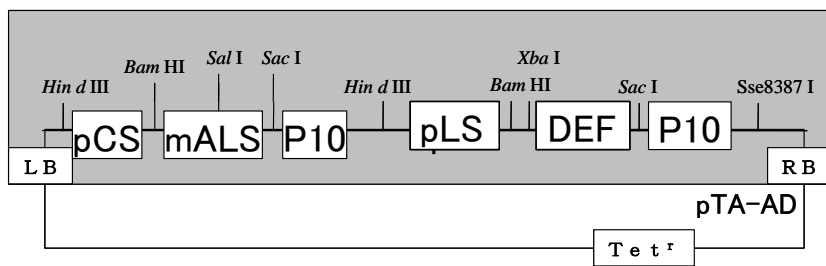 Xba I
Sal I Sac I
Bam HI
Hin d III Hin d III Bam HI Sac I Sse8387 I
pCS mALS P10 pLS DEF P10
LB RB
pTA-AD
Tetʳ